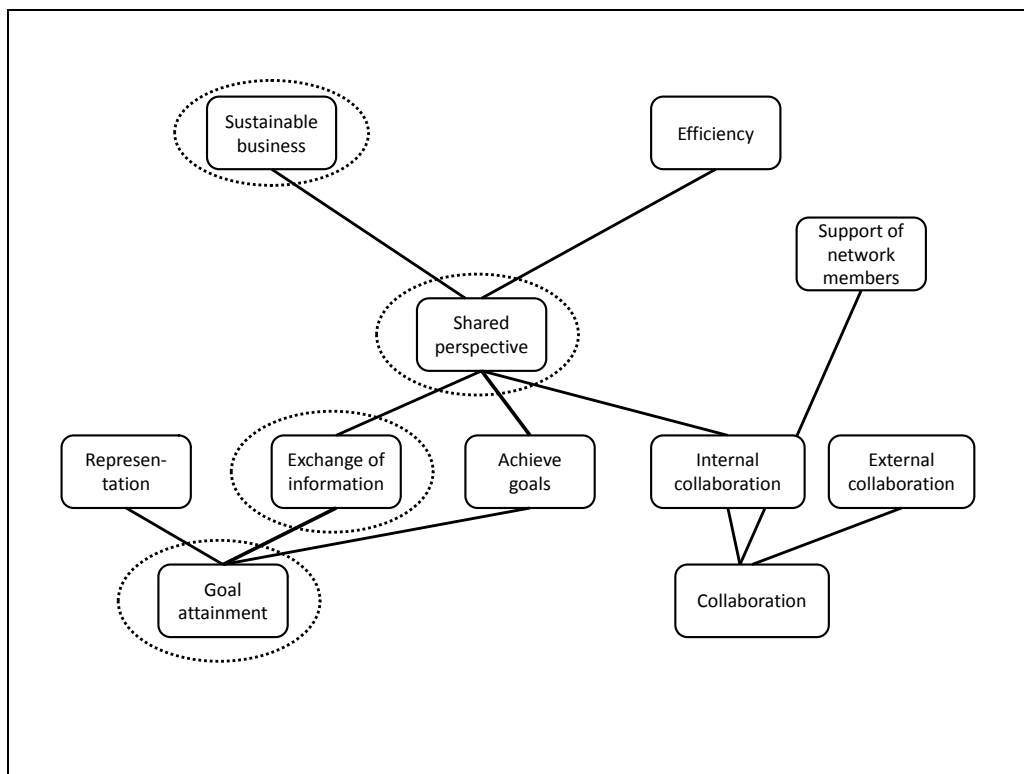 Sustainable
business
Efficiency
Support of
network
members
Shared
perspective
Represen-
tation
Exchange of
information
Achieve
goals
Internal
collaboration
External
collaboration
Goal
attainment
Collaboration